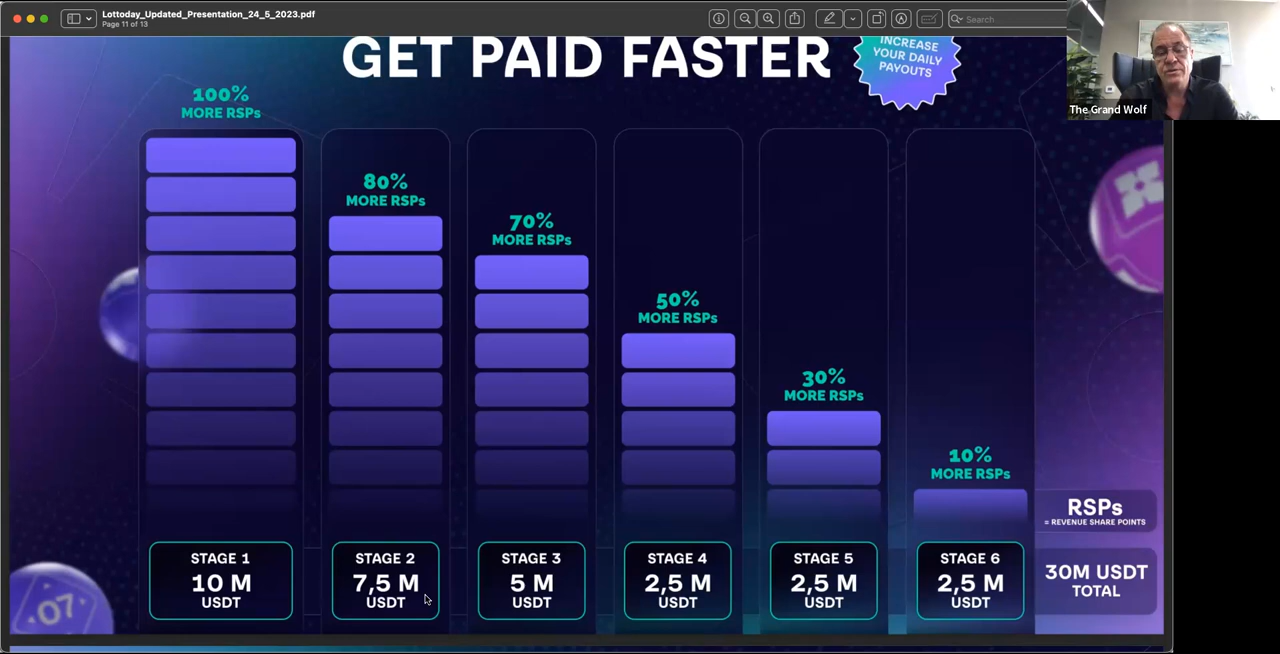 Lottoday_Updated_Presentation_24_5_2023.pdf
Page 11 of 13
Search
The Grand Wolf
GET PAID FASTER
INCREASE
YOUR DAILY
PAYOUTS
100%
MORE RSPs
80%
MORE RSPs
70%
MORE RSPs
50%
MORE RSPs
30%
MORE RSPs
10%
MORE RSPs
RSPs
= REVENUE SHARE POINTS
STAGE 1
10 M
USDT
STAGE 2
7,5 M
USDT
STAGE 3
5 M
USDT
STAGE 4
2,5 M
USDT
STAGE 5
2,5 M
USDT
STAGE 6
2,5 M
USDT
30M USDT
TOTAL
07